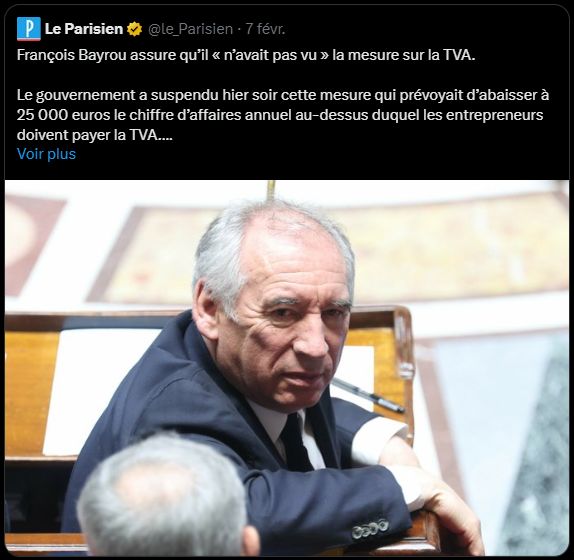 Le Parisien @le_Parisien · 7 févr.
François Bayrou assure qu'il « n'avait pas vu » la mesure sur la TVA.
Le gouvernement a suspendu hier soir cette mesure qui prévoyait d'abaisser à
25 000 euros le chiffre d'affaires annuel au-dessus duquel les entrepreneurs
doivent payer la TVA....
Voir plus